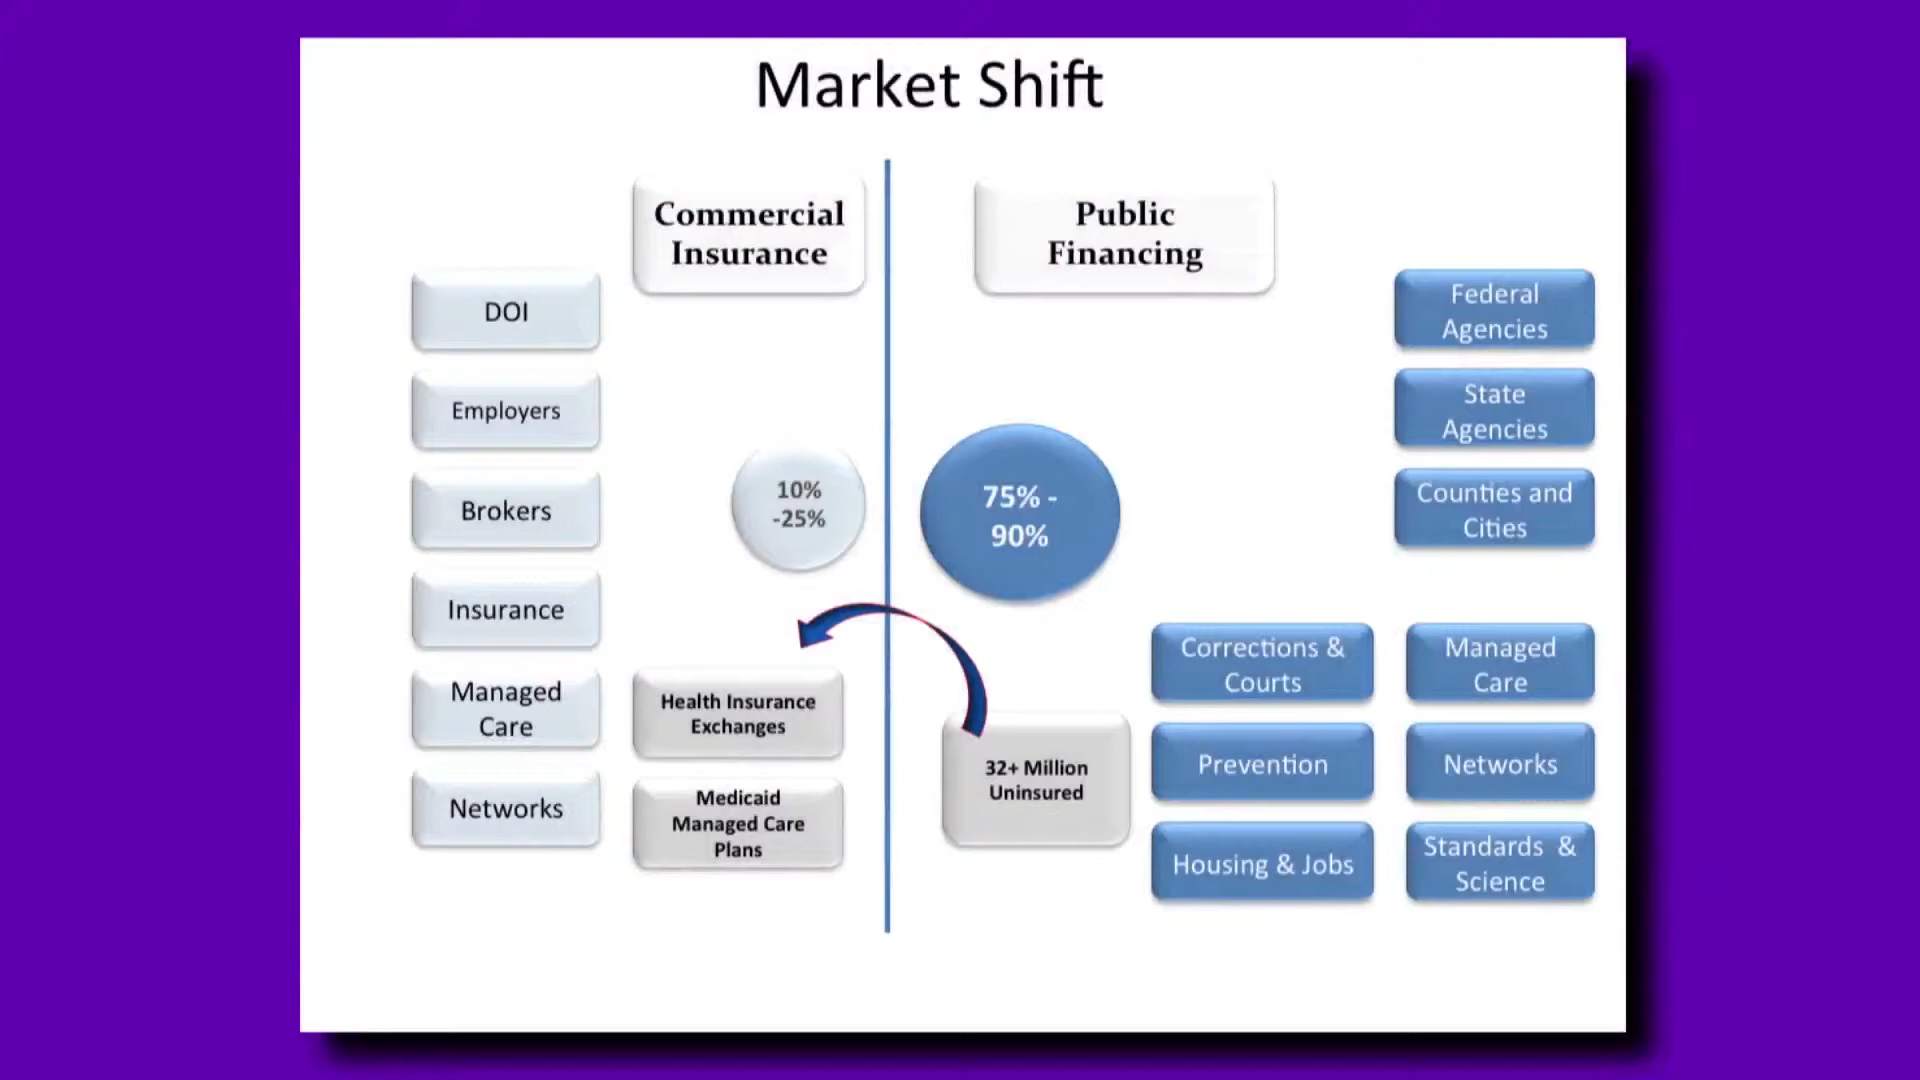 Market Shift
Commercial
Insurance
Public
Financing
DOI
Employers
Brokers
Insurance
Managed
Care
Networks
10%
-25%
Health Insurance
Exchanges
Medicaid
Managed Care
Plans
75% -
90%
32+ Million
Uninsured
Federal
Agencies
State
Agencies
Counties and
Cities
Corrections &
Courts
Managed
Care
Prevention
Networks
Housing & Jobs
Standards &
Science